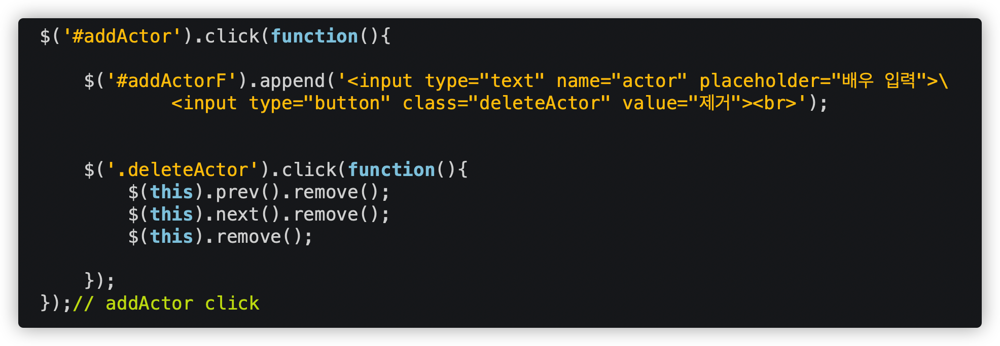 $('#addActor').click(function(){
$('#addActorF').append('<input type="text" name="actor" placeholder="배우 입력">\
<input type="button" class="deleteActor" value="제거"><br>');
$('.deleteActor').click(function(){
$(this).prev().remove();
$(this).next().remove();
$(this).remove();
});
});// addActor click